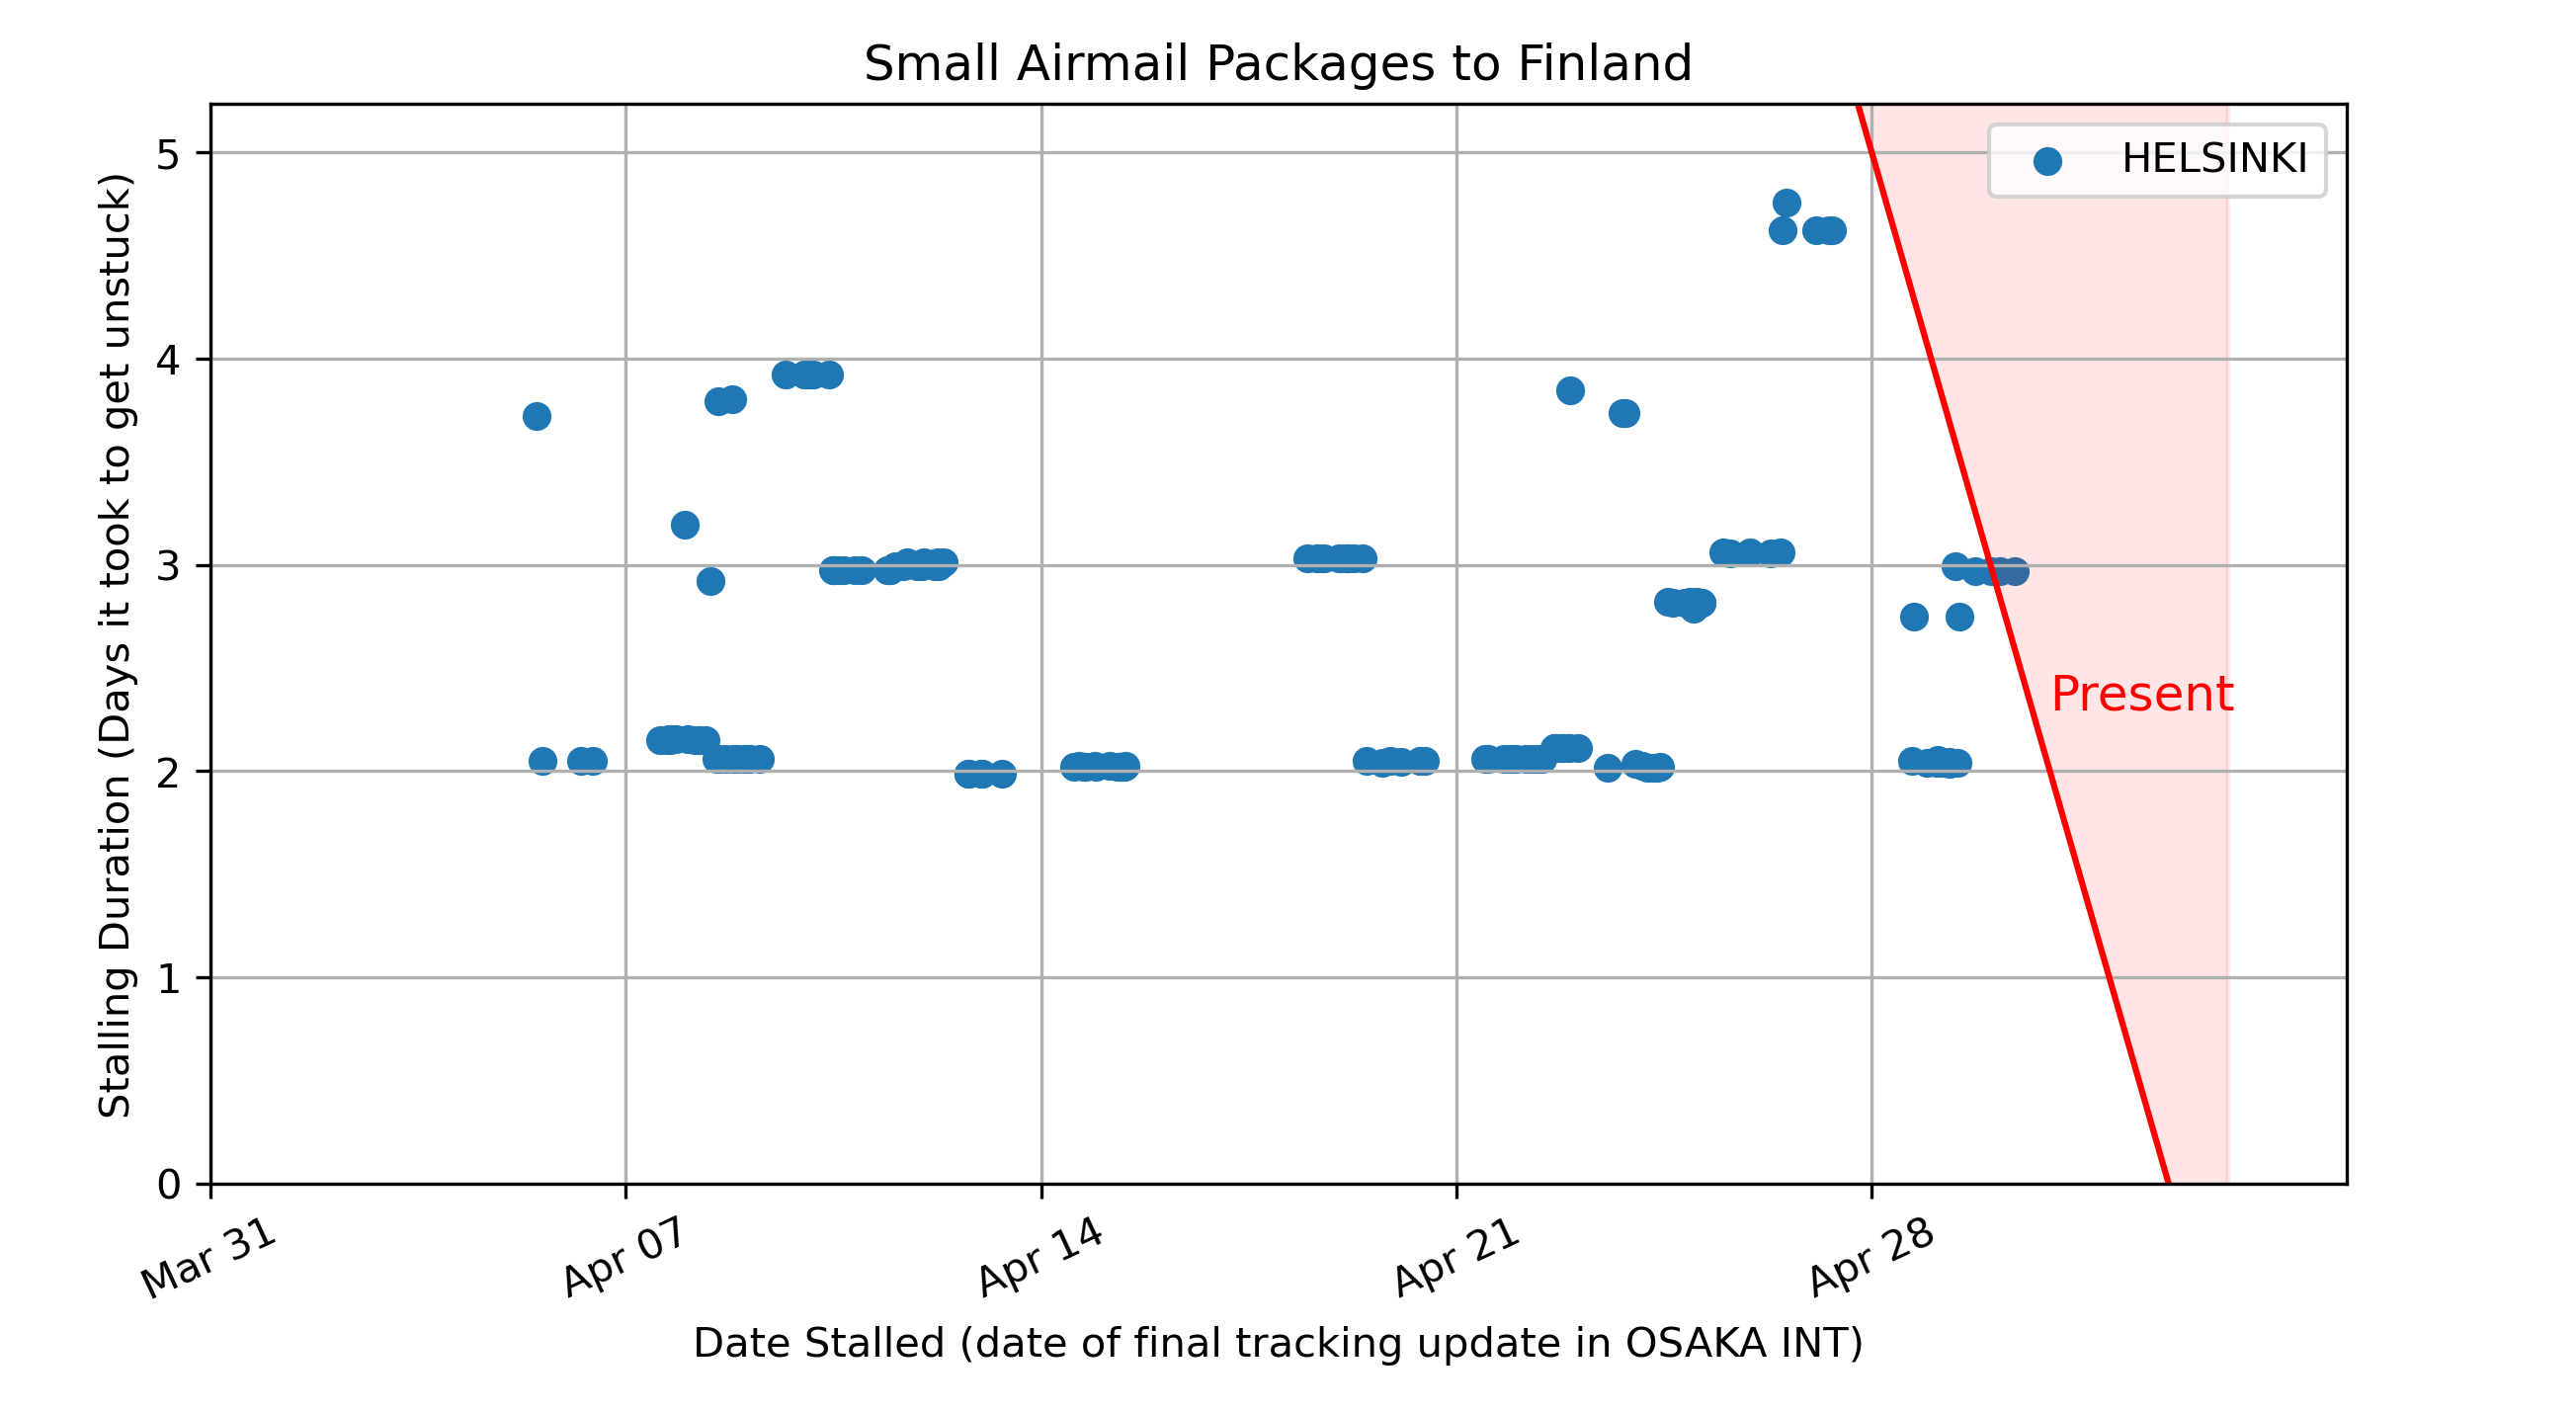 Small Airmail Packages to Finland
HELSINKI
Present
Stalling Duration (Days it took to get unstuck)
5
4
3
2
1
0
Mar 31
Apr 07
Apr 14
Apr 21
Apr 28
Date Stalled (date of final tracking update in OSAKA INT)